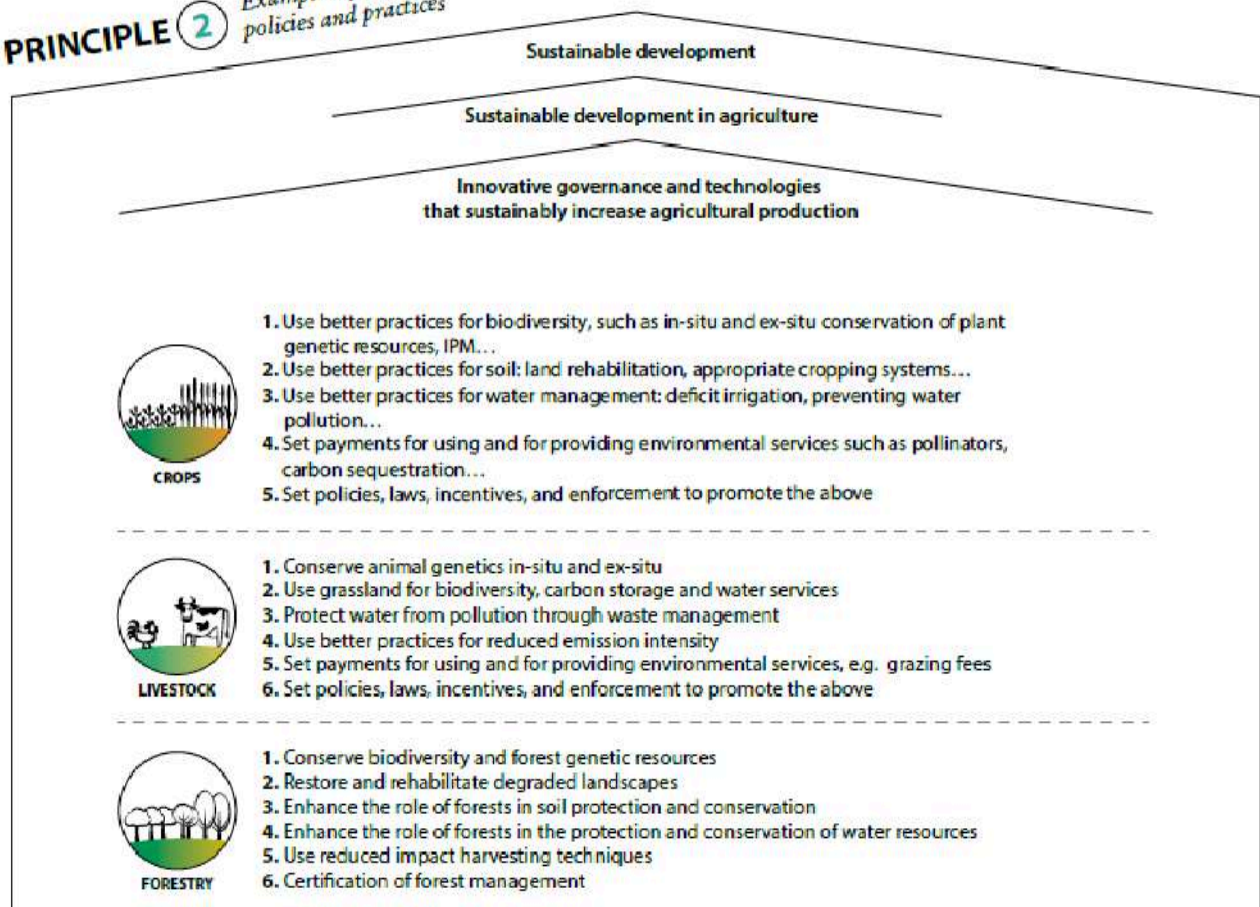 PRINCIPLE 2
policies and practices
Sustainable development
Sustainable development in agriculture
Innovative governance and technologies
that sustainably increase agricultural production
1. Use better practices for biodiversity, such as in-situ and ex-situ conservation of plant
genetic resources, IPM...
2. Use better practices for soil: land rehabilitation, appropriate cropping systems...
3. Use better practices for water management: deficit irrigation, preventing water
pollution...
4. Set payments for using and for providing environmental services such as pollinators,
carbon sequestration...
5. Set policies, laws, incentives, and enforcement to promote the above
CROPS
1. Conserve animal genetics in-situ and ex-situ
2. Use grassland for biodiversity, carbon storage and water services
3. Protect water from pollution through waste management
4. Use better practices for reduced emission intensity
5. Set payments for using and for providing environmental services, e.g. grazing fees
6. Set policies, laws, incentives, and enforcement to promote the above
LIVESTOCK
1. Conserve biodiversity and forest genetic resources
2. Restore and rehabilitate degraded landscapes
3. Enhance the role of forests in soil protection and conservation
4. Enhance the role of forests in the protection and conservation of water resources
5. Use reduced impact harvesting techniques
6. Certification of forest management
FORESTRY